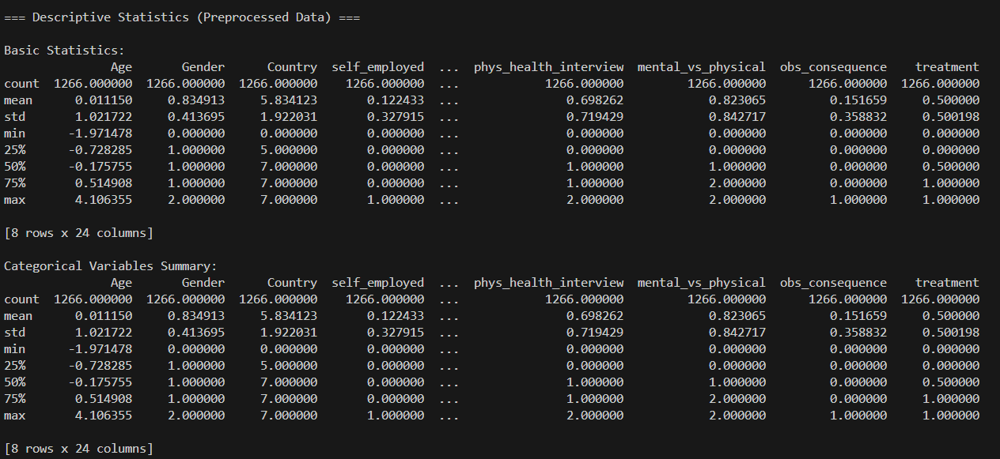 === Descriptive Statistics (Preprocessed Data) ===
Basic Statistics:
Age Gender Country self_employed ... phys_health_interview mental_vs_physical obs_consequence treatment
count 1266.000000 1266.000000 1266.000000 1266.000000 ... 1266.000000 1266.000000 1266.000000 1266.000000
mean 0.011150 0.834913 5.834123 0.122433 ... 0.698262 0.823065 0.151659 0.500000
std 1.021722 0.413695 1.922031 0.327915 ... 0.719429 0.842717 0.358832 0.500198
min -1.971478 0.000000 0.000000 0.000000 ... 0.000000 0.000000 0.000000 0.000000
25% -0.728285 1.000000 5.000000 0.000000 ... 0.000000 0.000000 0.000000 0.000000
50% -0.175755 1.000000 7.000000 0.000000 ... 1.000000 1.000000 0.000000 0.500000
75% 0.514908 1.000000 7.000000 0.000000 ... 1.000000 2.000000 0.000000 1.000000
max 4.106355 2.000000 7.000000 1.000000 ... 2.000000 2.000000 1.000000 1.000000
[8 rows x 24 columns]
Categorical Variables Summary:
Age Gender Country self_employed ... phys_health_interview mental_vs_physical obs_consequence treatment
count 1266.000000 1266.000000 1266.000000 1266.000000 ... 1266.000000 1266.000000 1266.000000 1266.000000
mean 0.011150 0.834913 5.834123 0.122433 ... 0.698262 0.823065 0.151659 0.500000
std 1.021722 0.413695 1.922031 0.327915 ... 0.719429 0.842717 0.358832 0.500198
min -1.971478 0.000000 0.000000 0.000000 ... 0.000000 0.000000 0.000000 0.000000
25% -0.728285 1.000000 5.000000 0.000000 ... 0.000000 0.000000 0.000000 0.000000
50% -0.175755 1.000000 7.000000 0.000000 ... 1.000000 1.000000 0.000000 0.500000
75% 0.514908 1.000000 7.000000 0.000000 ... 1.000000 2.000000 0.000000 1.000000
max 4.106355 2.000000 7.000000 1.000000 ... 2.000000 2.000000 1.000000 1.000000
[8 rows x 24 columns]